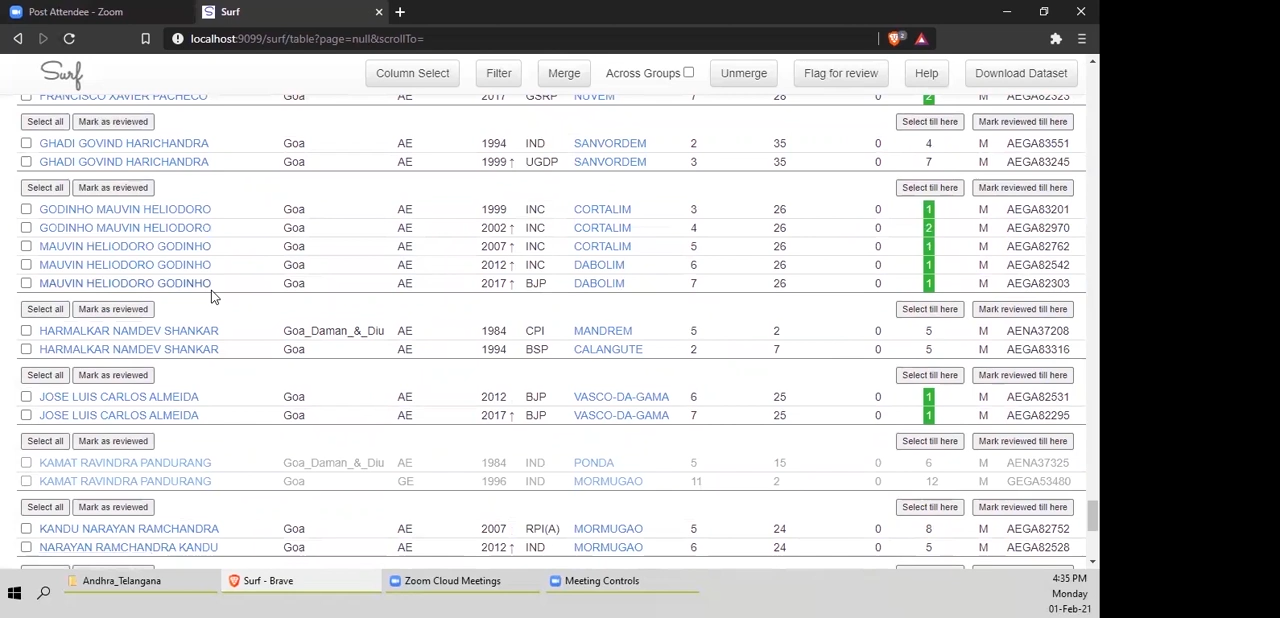 Post Attendee - Zoom
Surf
localhost:9099/surf/table?page=null&scrollTo=
2
Surf
Column Select
Filter
Merge
Across Groups
Unmerge
Flag for review
Help
Download Dataset
FRANCISCO XAVIER PACHECO Goa AE 2017 GSRP NUVEM 7 28 0 2 M AEGA82323
Select all Mark as reviewed Select till here Mark reviewed till here
GHADI GOVIND HARICHANDRA Goa AE 1994 IND SANVORDEM 2 35 0 4 M AEGA83551
GHADI GOVIND HARICHANDRA Goa AE 1999 ↑ UGDP SANVORDEM 3 35 0 7 M AEGA83245
Select all Mark as reviewed Select till here Mark reviewed till here
GODINHO MAUVIN HELIODORO Goa AE 1999 INC CORTALIM 3 26 0 1 M AEGA83201
GODINHO MAUVIN HELIODORO Goa AE 2002 ↑ INC CORTALIM 4 26 0 2 M AEGA82970
MAUVIN HELIODORO GODINHO Goa AE 2007 ↑ INC CORTALIM 5 26 0 1 M AEGA82762
MAUVIN HELIODORO GODINHO Goa AE 2012 ↑ INC DABOLIM 6 26 0 1 M AEGA82542
MAUVIN HELIODORO GODINHO Goa AE 2017 ↑ BJP DABOLIM 7 26 0 1 M AEGA82303
Select all Mark as reviewed Select till here Mark reviewed till here
HARMALKAR NAMDEV SHANKAR Goa_Daman_&_Diu AE 1984 CPI MANDREM 5 2 0 5 M AENA37208
HARMALKAR NAMDEV SHANKAR Goa AE 1994 BSP CALANGUTE 2 7 0 5 M AEGA83316
Select all Mark as reviewed Select till here Mark reviewed till here
JOSE LUIS CARLOS ALMEIDA Goa AE 2012 BJP VASCO-DA-GAMA 6 25 0 1 M AEGA82531
JOSE LUIS CARLOS ALMEIDA Goa AE 2017 ↑ BJP VASCO-DA-GAMA 7 25 0 1 M AEGA82295
Select all Mark as reviewed Select till here Mark reviewed till here
KAMAT RAVINDRA PANDURANG Goa_Daman_&_Diu AE 1984 IND PONDA 5 15 0 6 M AENA37325
KAMAT RAVINDRA PANDURANG Goa GE 1996 IND MORMUGAO 11 2 0 12 M GEGA53480
Select all Mark as reviewed Select till here Mark reviewed till here
KANDU NARAYAN RAMCHANDRA Goa AE 2007 RPI(A) MORMUGAO 5 24 0 8 M AEGA82752
NARAYAN RAMCHANDRA KANDU Goa AE 2012 ↑ IND MORMUGAO 6 24 0 5 M AEGA82528
Andhra_Telangana
Surf - Brave
Zoom Cloud Meetings
Meeting Controls
4:35 PM
Monday
01-Feb-21